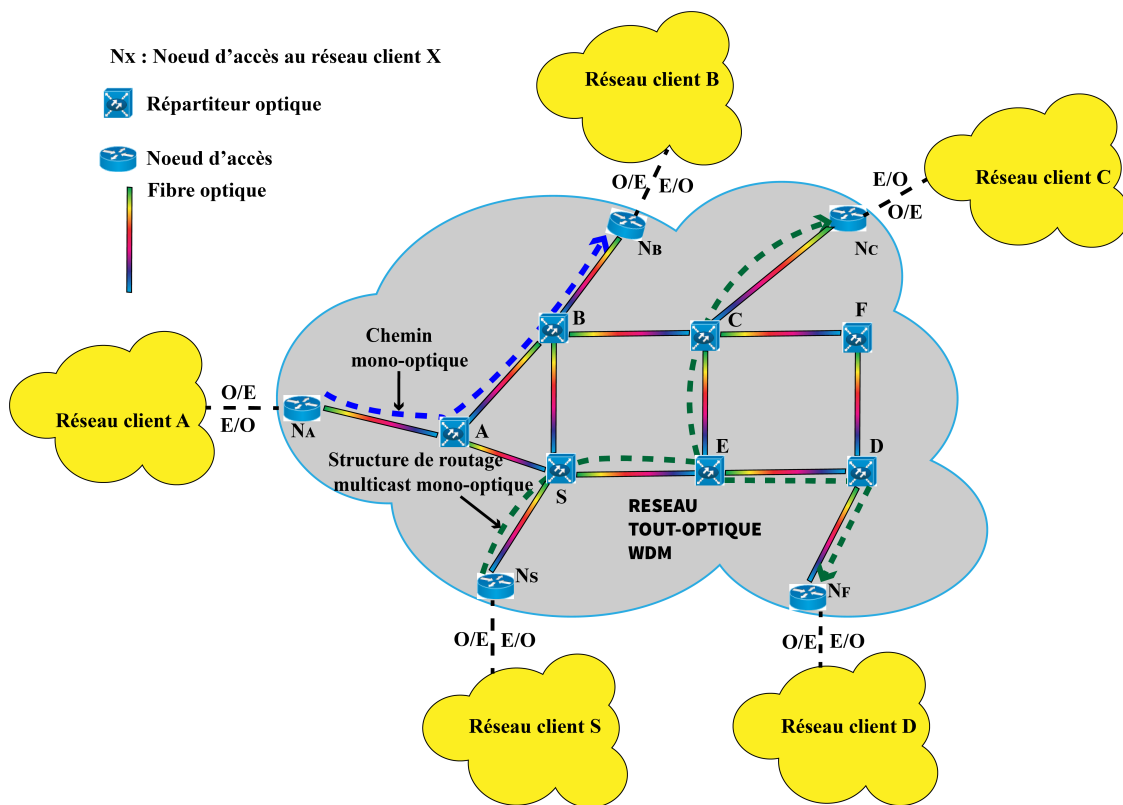 Nx : Noeud d'accès au réseau client X
Répartiteur optique
Noeud d'accès
Fibre optique
Réseau client B
O/E
E/O
NB
Réseau client C
E/O
O/E
NC
B
C
F
Chemin
mono-optique
Réseau client A
O/E
E/O
NA
A
Structure de routage
multicast mono-optique
S
E
D
RESEAU
TOUT-OPTIQUE
WDM
NS
NF
O/E
E/O
O/E
E/O
Réseau client S
Réseau client D